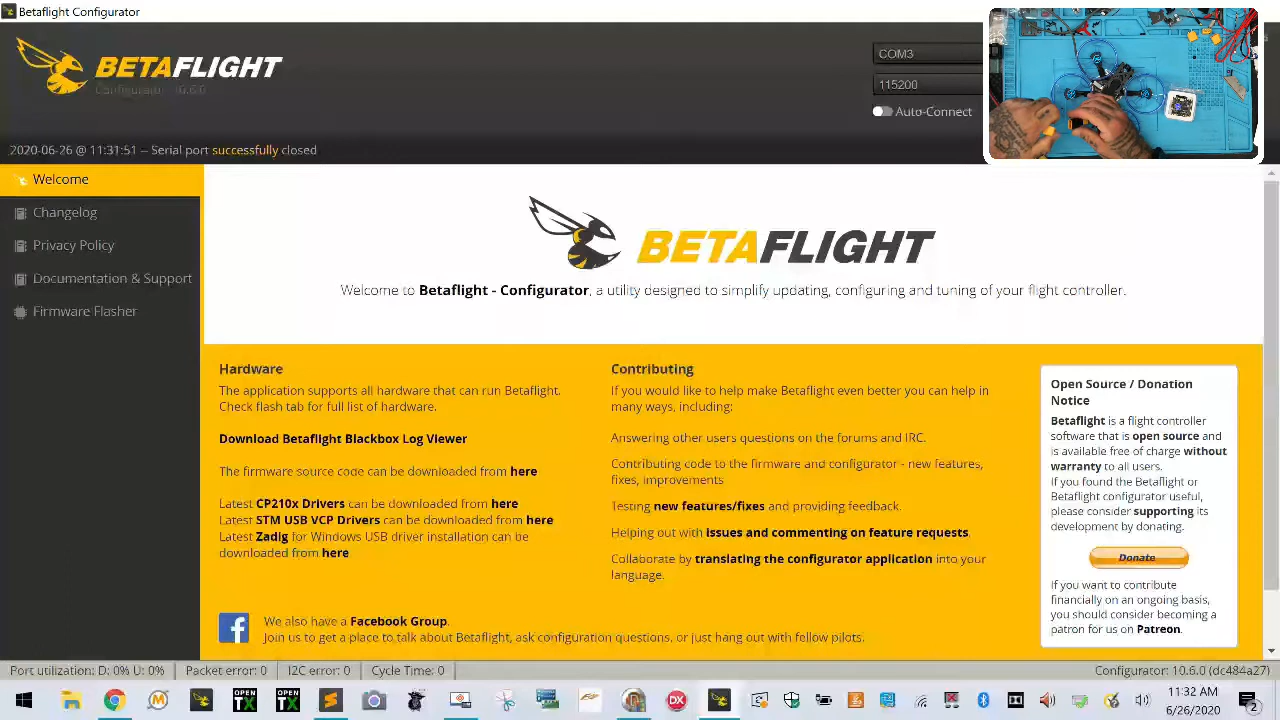 Betaflight Configurator
BETAFLIGHT
Configurator 10.6.0
COM3
115200
Auto-Connect
2020-06-26 @ 11:31:51 -- Serial port successfully closed
Welcome
Changelog
Privacy Policy
Documentation & Support
Firmware Flasher
BETAFLIGHT
Welcome to Betaflight - Configurator, a utility designed to simplify updating, configuring and tuning of your flight controller.
Hardware
The application supports all hardware that can run Betaflight.
Check flash tab for full list of hardware.
Download Betaflight Blackbox Log Viewer
The firmware source code can be downloaded from here
Latest CP210x Drivers can be downloaded from here
Latest STM USB VCP Drivers can be downloaded from here
Latest Zadig for Windows USB driver installation can be
downloaded from here
We also have a Facebook Group.
Join us to get a place to talk about Betaflight, ask configuration questions, or just hang out with fellow pilots.
Contributing
If you would like to help make Betaflight even better you can help in
many ways, including:
Answering other users questions on the forums and IRC.
Contributing code to the firmware and configurator - new features,
fixes, improvements
Testing new features/fixes and providing feedback.
Helping out with issues and commenting on feature requests.
Collaborate by translating the configurator application into your
language.
Open Source / Donation
Notice
Betaflight is a flight controller
software that is open source and
is available free of charge without
warranty to all users.
If you found the Betaflight or
Betaflight configurator useful,
please consider supporting its
development by donating.
Donate
If you want to contribute
financially on an ongoing basis,
you should consider becoming a
patron for us on Patreon.
Port utilization: D: 0% U: 0%
Packet error: 0
I2C error: 0
Cycle Time: 0
Configurator: 10.6.0 (dc484a27)
OPEN
TX
OPEN
TX
DX
11:32 AM
6/26/2020
2